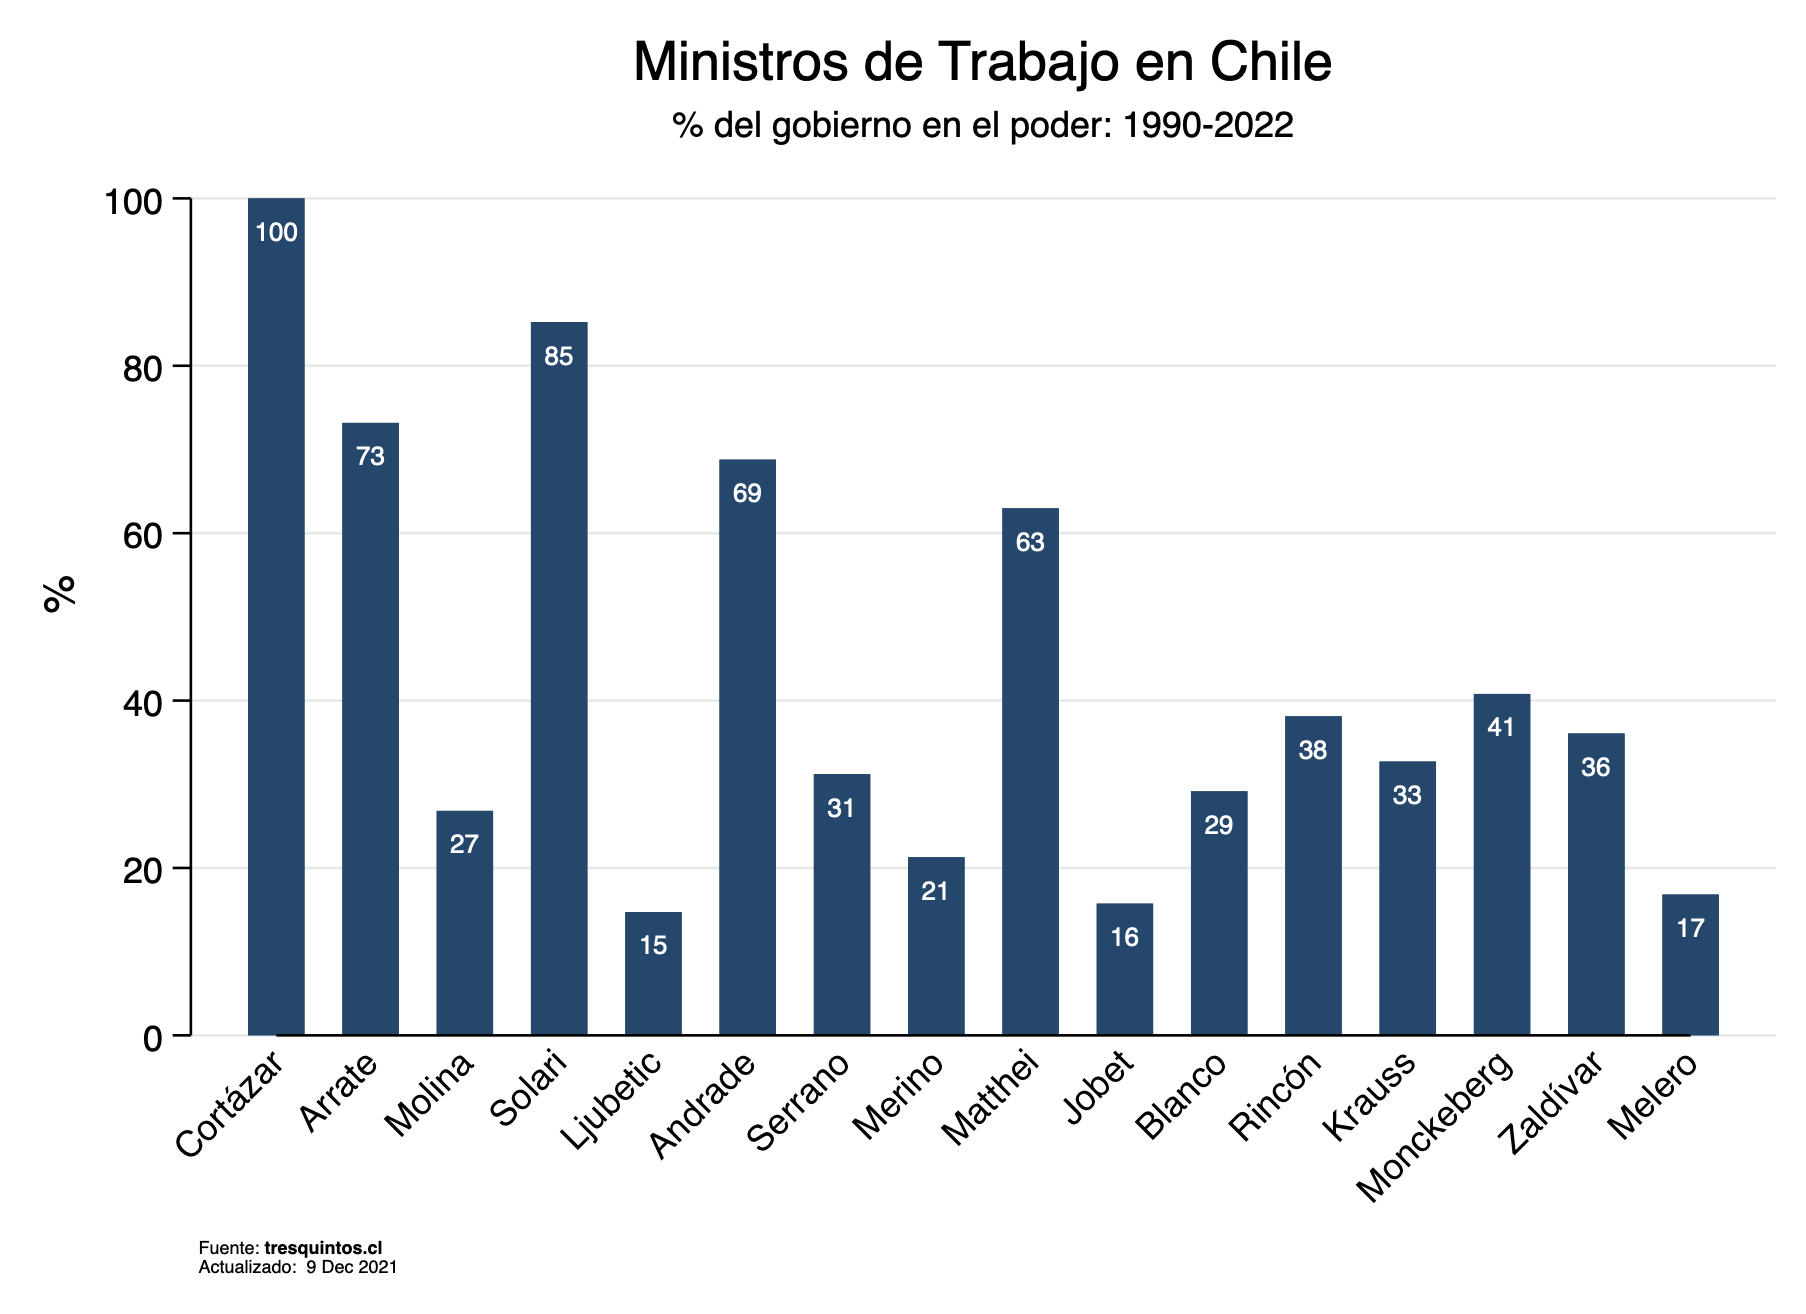 Ministros de Trabajo en Chile
% del gobierno en el poder: 1990-2022
%
100
80
60
40
20
0
100
73
27
85
15
69
31
21
63
16
29
38
33
41
36
17
Cortázar
Arrate
Molina
Solari
Ljubetic
Andrade
Serrano
Merino
Matthei
Jobet
Blanco
Rincón
Krauss
Monckeberg
Zaldívar
Melero
Fuente: tresquintos.cl
Actualizado:  9 Dec 2021